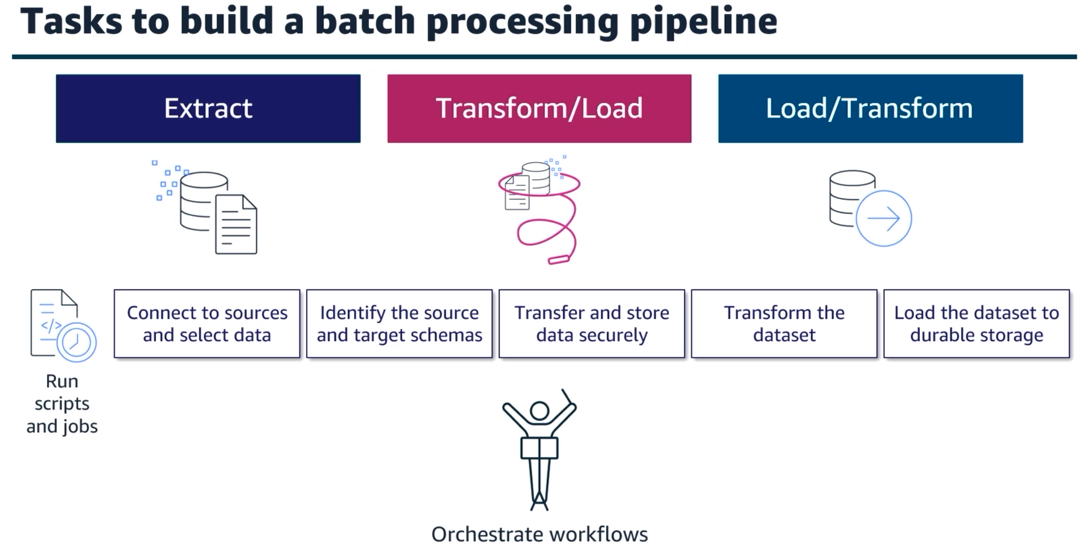 Tasks to build a batch processing pipeline
Extract
Transform/Load
Load/Transform
</>
Run
scripts
and jobs
Connect to sources
and select data
Identify the source
and target schemas
Transfer and store
data securely
Transform the
dataset
Load the dataset to
durable storage
Orchestrate workflows